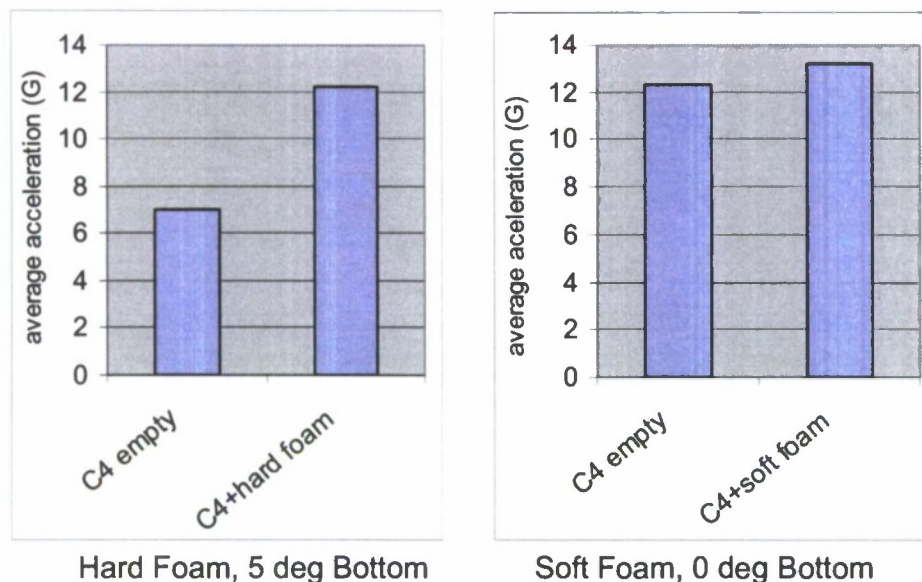 average acceleration (G)
14
12
10
8
6
4
2
0
C4 empty
C4+hard foam
Hard Foam, 5 deg Bottom
average aceleration (G)
14
12
10
8
6
4
2
0
C4 empty
C4+soft foam
Soft Foam, 0 deg Bottom